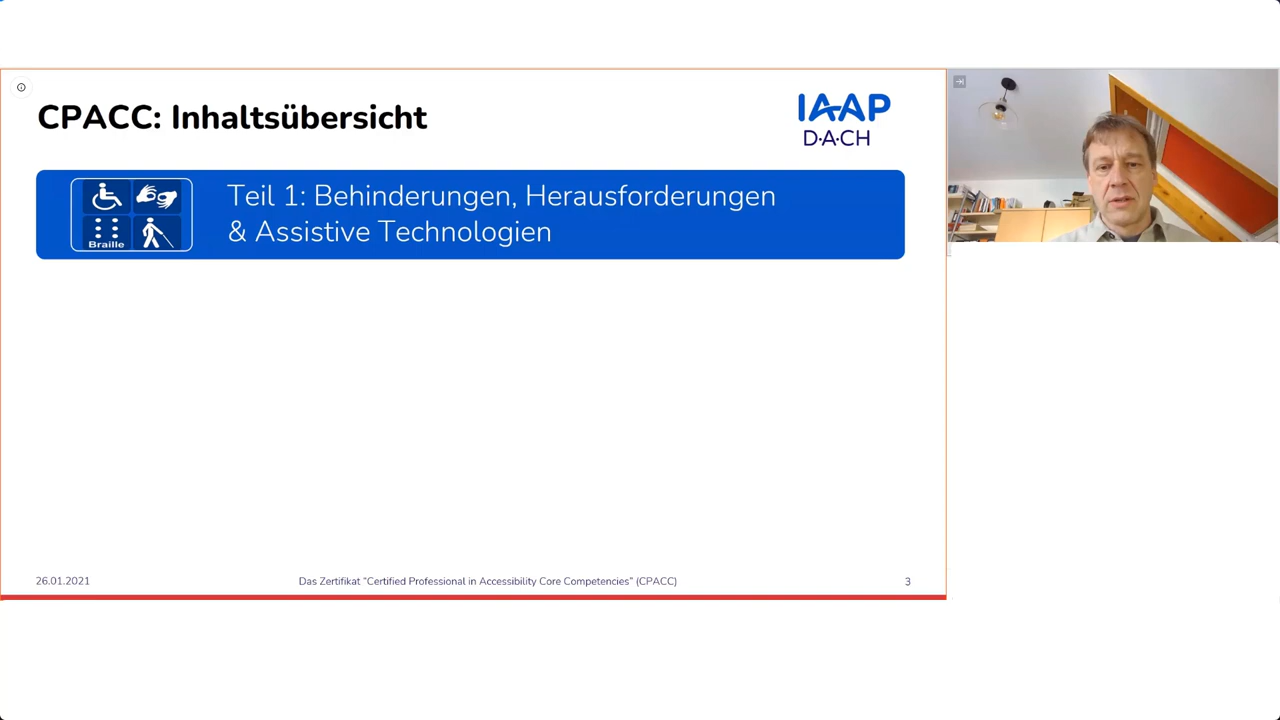 CPACC: Inhaltsübersicht
IAAP
D·A·CH
Teil 1: Behinderungen, Herausforderungen
& Assistive Technologien
Braille
26.01.2021
Das Zertifikat "Certified Professional in Accessibility Core Competencies" (CPACC)
3